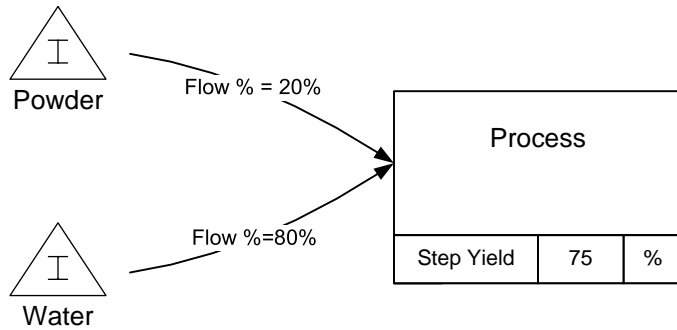 I
Powder
Flow % = 20%
Process
Flow %=80%
Step Yield 75 %
I
Water